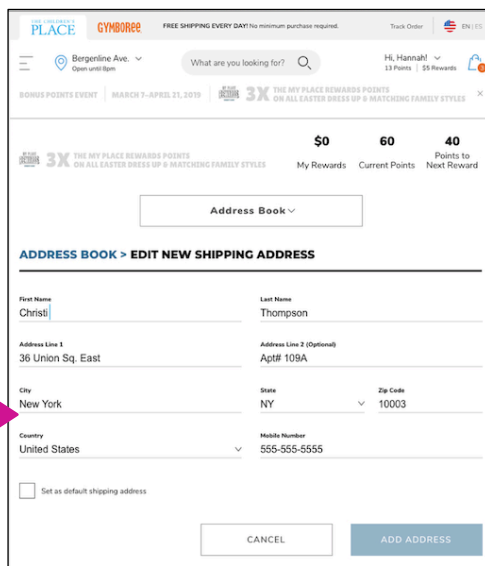 THE CHILDREN'S
PLACE GYMBOREE FREE SHIPPING EVERY DAY! No minimum purchase required. Track Order EN | ES
Bergenline Ave. What are you looking for? Hi, Hannah!
Open until 8pm 13 Points | $5 Rewards
BONUS POINTS EVENT | MARCH 7-APRIL 21, 2019 3X THE MY PLACE REWARDS POINTS
ON ALL EASTER DRESS UP & MATCHING FAMILY STYLES ×
$0 60 40
3X THE MY PLACE REWARDS POINTS My Rewards Current Points Points to
ON ALL EASTER DRESS UP & MATCHING FAMILY STYLES Next Reward
Address Book
ADDRESS BOOK > EDIT NEW SHIPPING ADDRESS
First Name Last Name
Christi Thompson
Address Line 1 Address Line 2 (Optional)
36 Union Sq. East Apt# 109A
City State Zip Code
New York NY 10003
Country Mobile Number
United States 555-555-5555
Set as default shipping address
CANCEL ADD ADDRESS